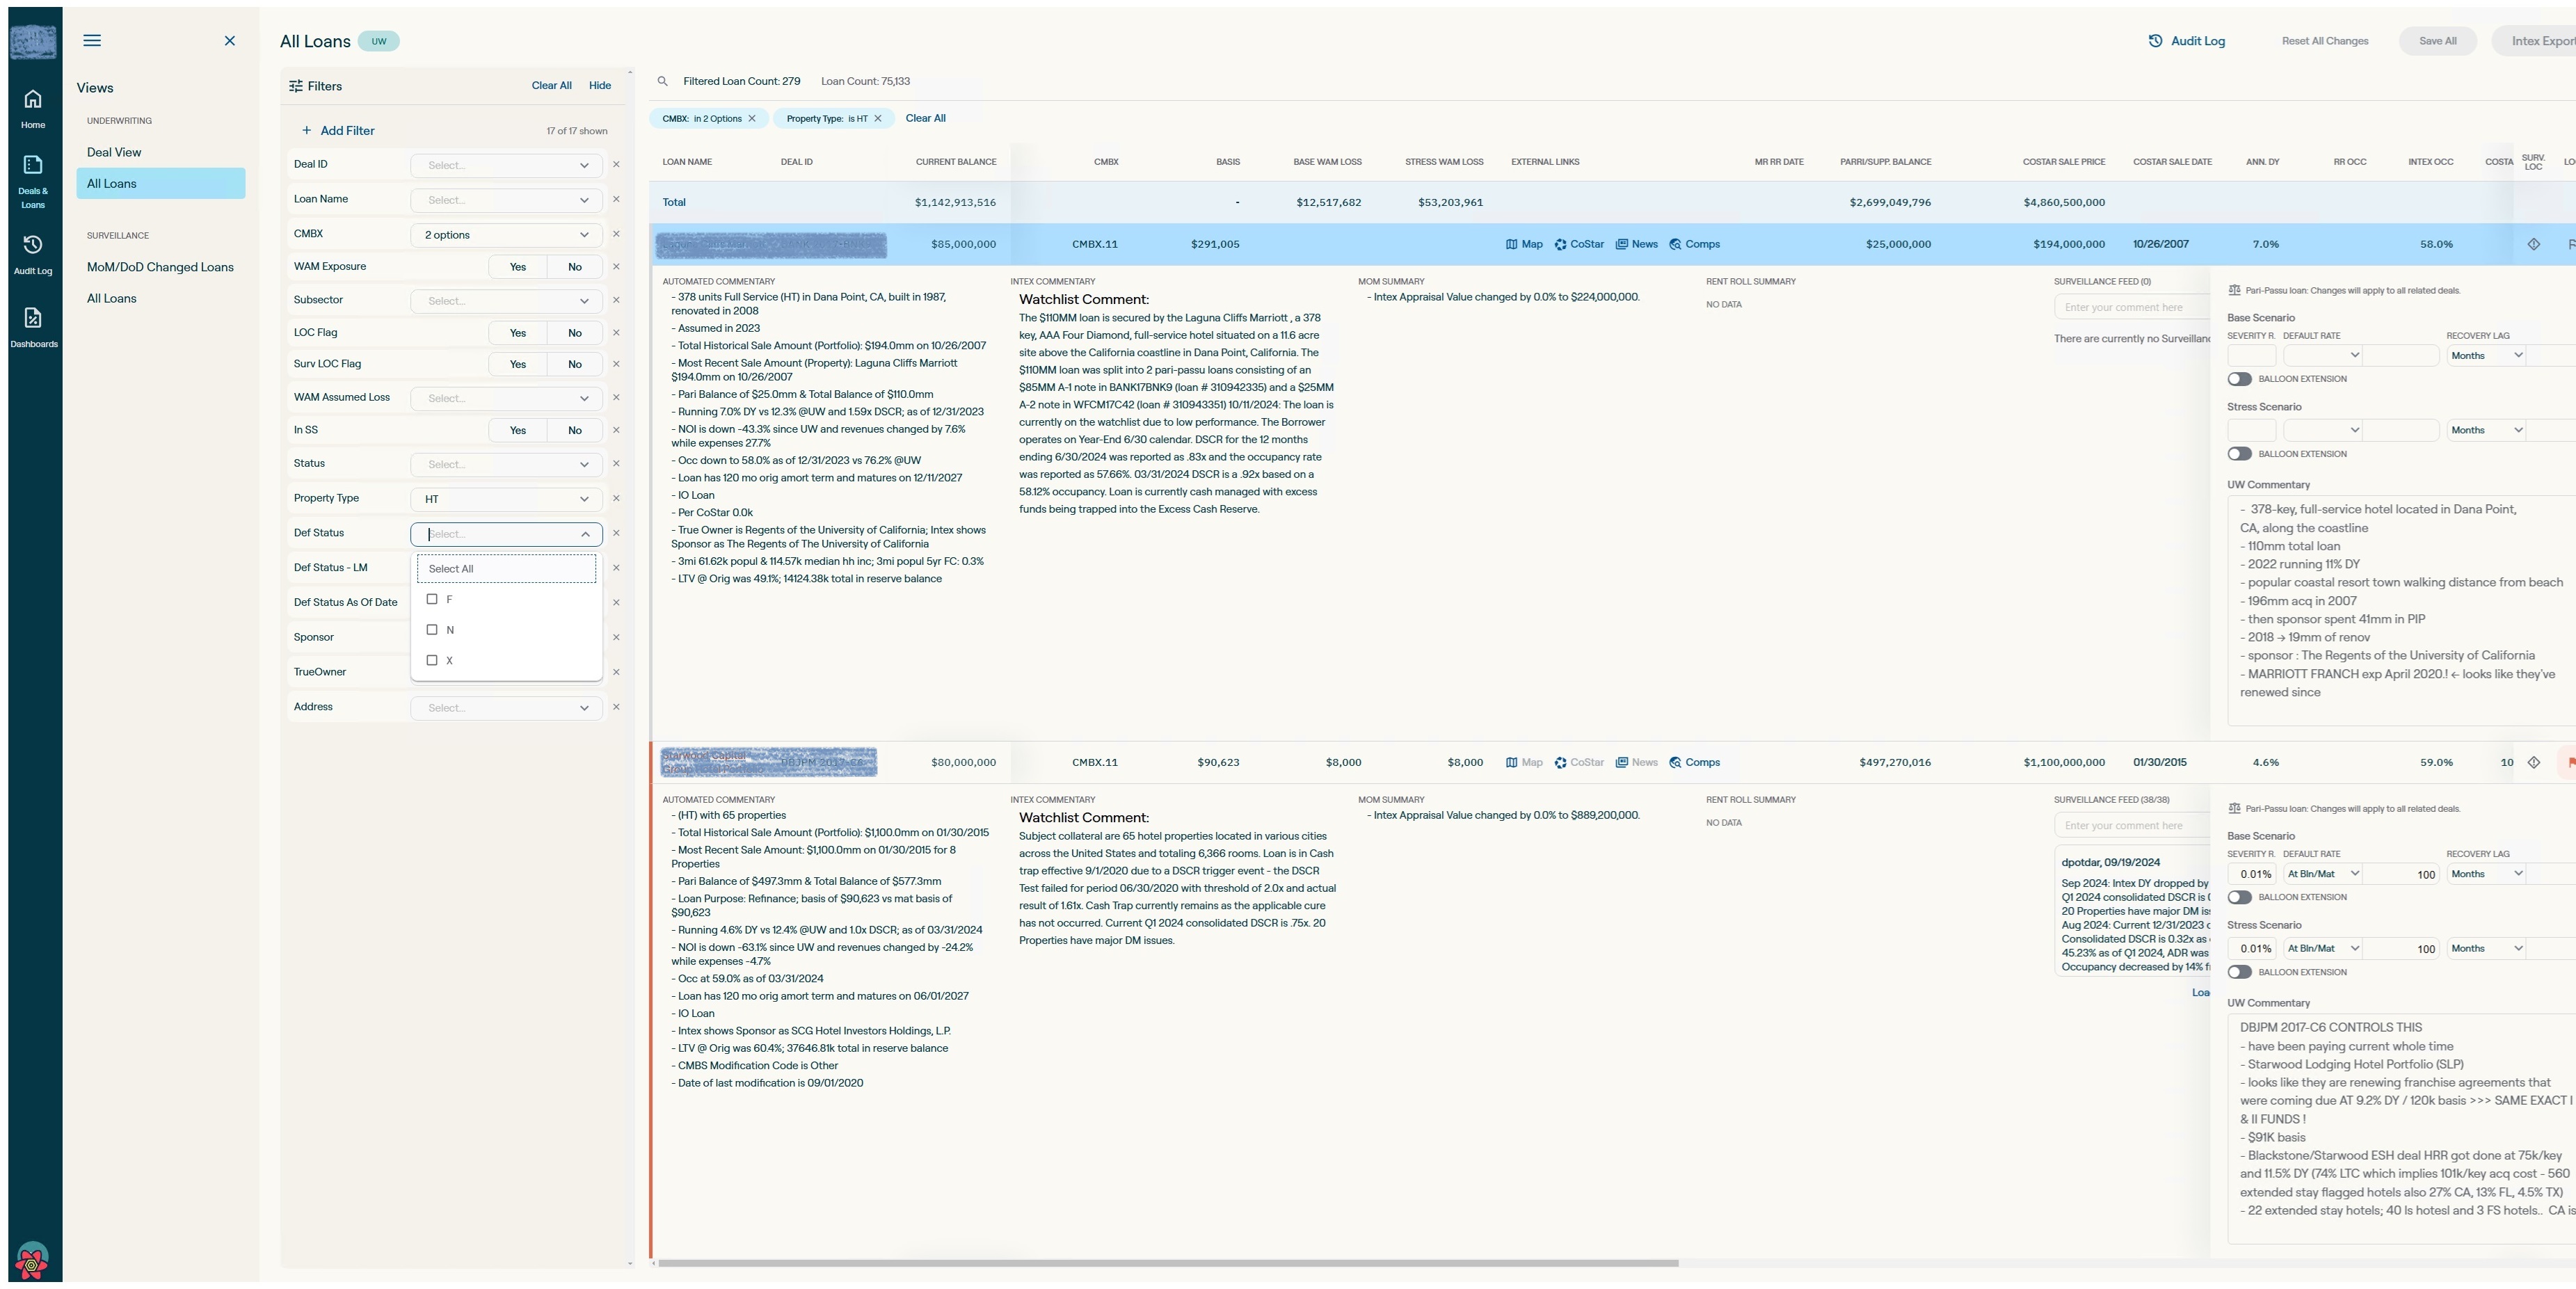 Home
Deals &
Loans
Audit Log
Dashboards
Views
UNDERWRITING
Deal View
All Loans
SURVEILLANCE
MoM/DoD Changed Loans
All Loans
All Loans UW
Audit Log Reset All Changes Save All Intex Export
Filters Clear All Hide
+ Add Filter 17 of 17 shown
Deal ID Select...
Loan Name Select...
CMBX 2 options
WAM Exposure Yes No
Subsector Select...
LOC Flag Yes No
Surv LOC Flag Yes No
WAM Assumed Loss Select...
In SS Yes No
Status Select...
Property Type HT
Def Status Select...
Select All
F
N
X
Def Status - LM
Def Status As Of Date
Sponsor
TrueOwner
Address Select...
Filtered Loan Count: 279 Loan Count: 75,133
CMBX: in 2 Options Property Type: is HT Clear All
LOAN NAME DEAL ID CURRENT BALANCE CMBX BASIS BASE WAM LOSS STRESS WAM LOSS EXTERNAL LINKS MR RR DATE PARRI/SUPP. BALANCE COSTAR SALE PRICE COSTAR SALE DATE ANN. DY RR OCC INTEX OCC COSTA SURV. LOC LO
Total $1,142,913,516 - $12,517,682 $53,203,961 $2,699,049,796 $4,860,500,000
$85,000,000 CMBX.11 $291,005 Map CoStar News Comps $25,000,000 $194,000,000 10/26/2007 7.0% 58.0%
AUTOMATED COMMENTARY
- 378 units Full Service (HT) in Dana Point, CA, built in 1987,
renovated in 2008
- Assumed in 2023
- Total Historical Sale Amount (Portfolio): $194.0mm on 10/26/2007
- Most Recent Sale Amount (Property): Laguna Cliffs Marriott
$194.0mm on 10/26/2007
- Pari Balance of $25.0mm & Total Balance of $110.0mm
- Running 7.0% DY vs 12.3% @UW and 1.59x DSCR; as of 12/31/2023
- NOI is down -43.3% since UW and revenues changed by 7.6%
while expenses 27.7%
- Occ down to 58.0% as of 12/31/2023 vs 76.2% @UW
- Loan has 120 mo orig amort term and matures on 12/11/2027
- IO Loan
- Per CoStar 0.0k
- True Owner is Regents of the University of California; Intex shows
Sponsor as The Regents of The University of California
- 3mi 61.62k popul & 114.57k median hh inc; 3mi popul 5yr FC: 0.3%
- LTV @ Orig was 49.1%; 14124.38k total in reserve balance
INTEX COMMENTARY
Watchlist Comment:
The $110MM loan is secured by the Laguna Cliffs Marriott , a 378
key, AAA Four Diamond, full-service hotel situated on a 11.6 acre
site above the California coastline in Dana Point, California. The
$110MM loan was split into 2 pari-passu loans consisting of an
$85MM A-1 note in BANK17BNK9 (loan # 310942335) and a $25MM
A-2 note in WFCM17C42 (loan # 310943351) 10/11/2024: The loan is
currently on the watchlist due to low performance. The Borrower
operates on Year-End 6/30 calendar. DSCR for the 12 months
ending 6/30/2024 was reported as .83x and the occupancy rate
was reported as 57.66%. 03/31/2024 DSCR is a .92x based on a
58.12% occupancy. Loan is currently cash managed with excess
funds being trapped into the Excess Cash Reserve.
MOM SUMMARY
- Intex Appraisal Value changed by 0.0% to $224,000,000.
RENT ROLL SUMMARY
NO DATA
SURVEILLANCE FEED (0)
Enter your comment here
There are currently no Surveillanc
Pari-Passu loan: Changes will apply to all related deals.
Base Scenario
SEVERITY R. DEFAULT RATE RECOVERY LAG
Months
BALLOON EXTENSION
Stress Scenario
Months
BALLOON EXTENSION
UW Commentary
- 378-key, full-service hotel located in Dana Point,
CA, along the coastline
- 110mm total loan
- 2022 running 11% DY
- popular coastal resort town walking distance from beach
- 196mm acq in 2007
- then sponsor spent 41mm in PIP
- 2018 → 19mm of renov
- sponsor : The Regents of the University of California
- MARRIOTT FRANCH exp April 2020.! ← looks like they've
renewed since
Starwood Capital
Group Hotel Portfolio
DBJPM 2017-C6 $80,000,000 CMBX.11 $90,623 $8,000 $8,000 Map CoStar News Comps $497,270,016 $1,100,000,000 01/30/2015 4.6% 59.0% 10
AUTOMATED COMMENTARY
- (HT) with 65 properties
- Total Historical Sale Amount (Portfolio): $1,100.0mm on 01/30/2015
- Most Recent Sale Amount: $1,100.0mm on 01/30/2015 for 8
Properties
- Pari Balance of $497.3mm & Total Balance of $577.3mm
- Loan Purpose: Refinance; basis of $90,623 vs mat basis of
$90,623
- Running 4.6% DY vs 12.4% @UW and 1.0x DSCR; as of 03/31/2024
- NOI is down -63.1% since UW and revenues changed by -24.2%
while expenses -4.7%
- Occ at 59.0% as of 03/31/2024
- Loan has 120 mo orig amort term and matures on 06/01/2027
- IO Loan
- Intex shows Sponsor as SCG Hotel Investors Holdings, L.P.
- LTV @ Orig was 60.4%; 37646.81k total in reserve balance
- CMBS Modification Code is Other
- Date of last modification is 09/01/2020
INTEX COMMENTARY
Watchlist Comment:
Subject collateral are 65 hotel properties located in various cities
across the United States and totaling 6,366 rooms. Loan is in Cash
trap effective 9/1/2020 due to a DSCR trigger event - the DSCR
Test failed for period 06/30/2020 with threshold of 2.0x and actual
result of 1.61x. Cash Trap currently remains as the applicable cure
has not occurred. Current Q1 2024 consolidated DSCR is .75x. 20
Properties have major DM issues.
MOM SUMMARY
- Intex Appraisal Value changed by 0.0% to $889,200,000.
RENT ROLL SUMMARY
NO DATA
SURVEILLANCE FEED (38/38)
Enter your comment here
dpotdar, 09/19/2024
Sep 2024: Intex DY dropped by
Q1 2024 consolidated DSCR is
20 Properties have major DM is
Aug 2024: Current 12/31/2023
Consolidated DSCR is 0.32x as
45.23% as of Q1 2024, ADR was
Occupancy decreased by 14%
Loa
Pari-Passu loan: Changes will apply to all related deals.
Base Scenario
SEVERITY R. DEFAULT RATE RECOVERY LAG
0.01% At Bln/Mat 100 Months
BALLOON EXTENSION
Stress Scenario
0.01% At Bln/Mat 100 Months
BALLOON EXTENSION
UW Commentary
DBJPM 2017-C6 CONTROLS THIS
- have been paying current whole time
- Starwood Lodging Hotel Portfolio (SLP)
- looks like they are renewing franchise agreements that
were coming due AT 9.2% DY / 120k basis >>> SAME EXACT I
& II FUNDS !
- $91K basis
- Blackstone/Starwood ESH deal HRR got done at 75k/key
and 11.5% DY (74% LTC which implies 101k/key acq cost - 560
extended stay flagged hotels also 27% CA, 13% FL, 4.5% TX)
- 22 extended stay hotels; 40 ls hotesl and 3 FS hotels.. CA is